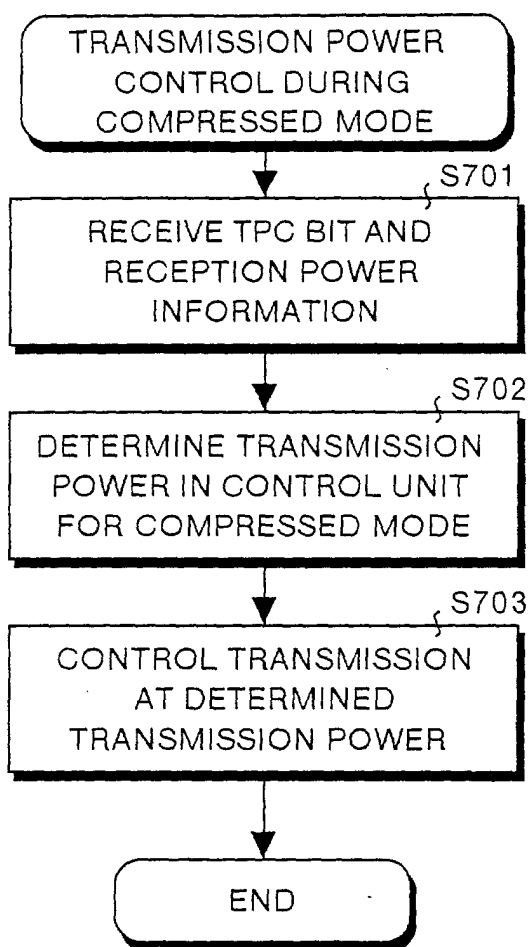 TRANSMISSION POWER
CONTROL DURING
COMPRESSED MODE
S701
RECEIVE TPC BIT AND
RECEPTION POWER
INFORMATION
S702
DETERMINE TRANSMISSION
POWER IN CONTROL UNIT
FOR COMPRESSED MODE
S703
CONTROL TRANSMISSION
AT DETERMINED
TRANSMISSION POWER
END